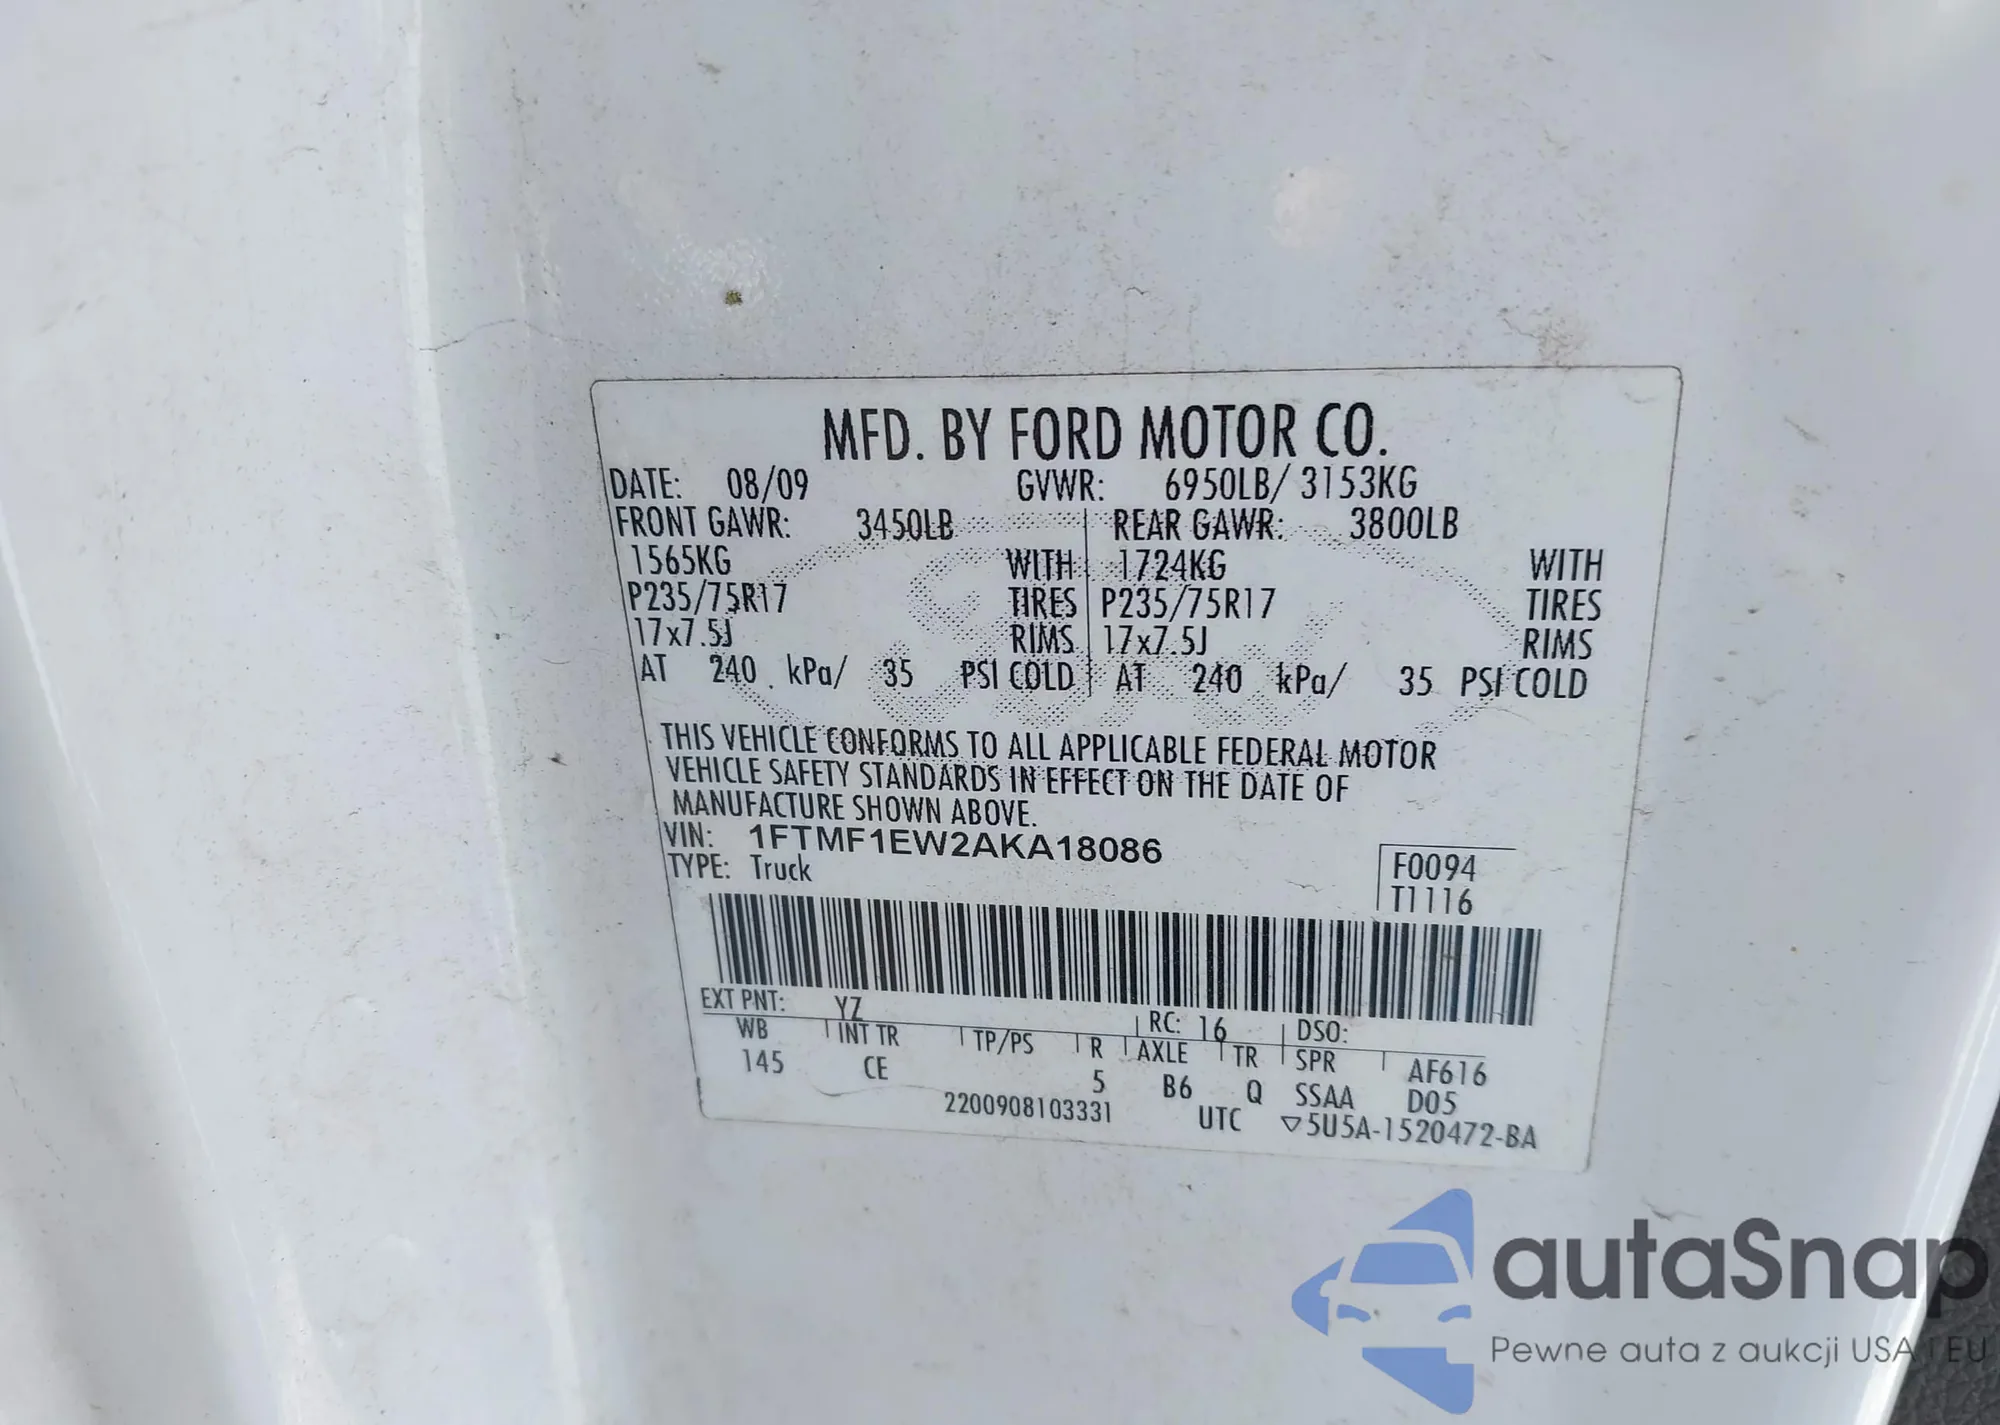 MFD. BY FORD MOTOR CO.
DATE: 08/09 GVWR: 6950LB/ 3153KG
FRONT GAWR: 3450LB REAR GAWR: 3800LB
1565KG WITH 1724KG WITH
P235/75R17 TIRES P235/75R17 TIRES
17x7.5J RIMS 17x7.5J RIMS
AT 240 kPa/ 35 PSI COLD AT 240 kPa/ 35 PSI COLD
THIS VEHICLE CONFORMS TO ALL APPLICABLE FEDERAL MOTOR
VEHICLE SAFETY STANDARDS IN EFFECT ON THE DATE OF
MANUFACTURE SHOWN ABOVE.
VIN: 1FTMF1EW2AKA18086
TYPE: Truck
F0094
T1116
EXT PNT: YZ RC: 16 DSO:
WB INT TR TP/PS R AXLE TR SPR AF616
145 CE 5 B6 Q SSAA D05
2200908103331 UTC ▽5U5A-1520472-BA
autaSnap
Pewne auta z aukcji USA i EU